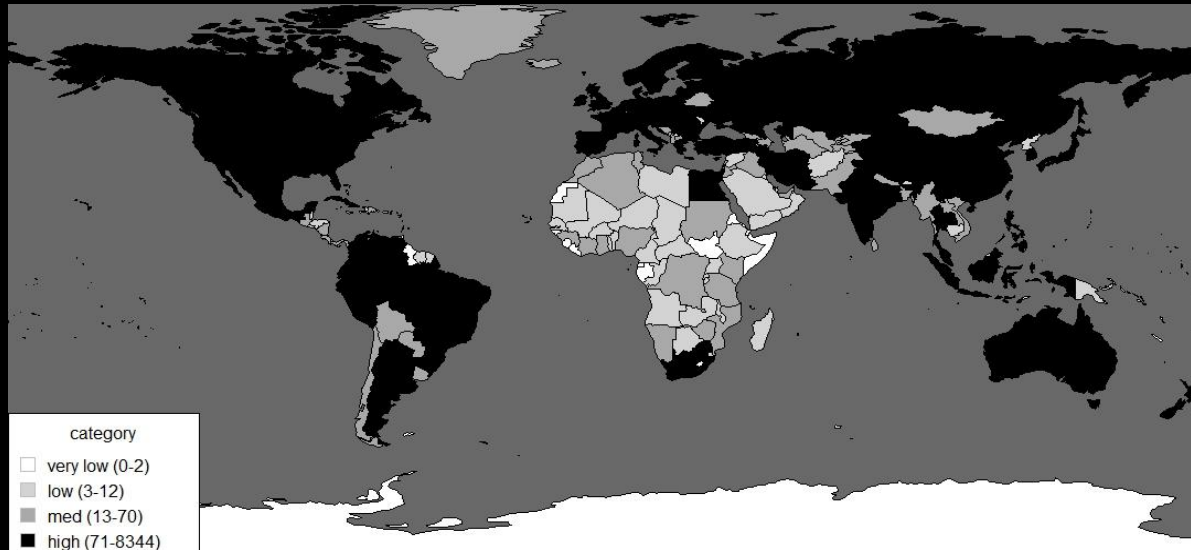 category
very low (0-2)
low (3-12)
med (13-70)
high (71-8344)